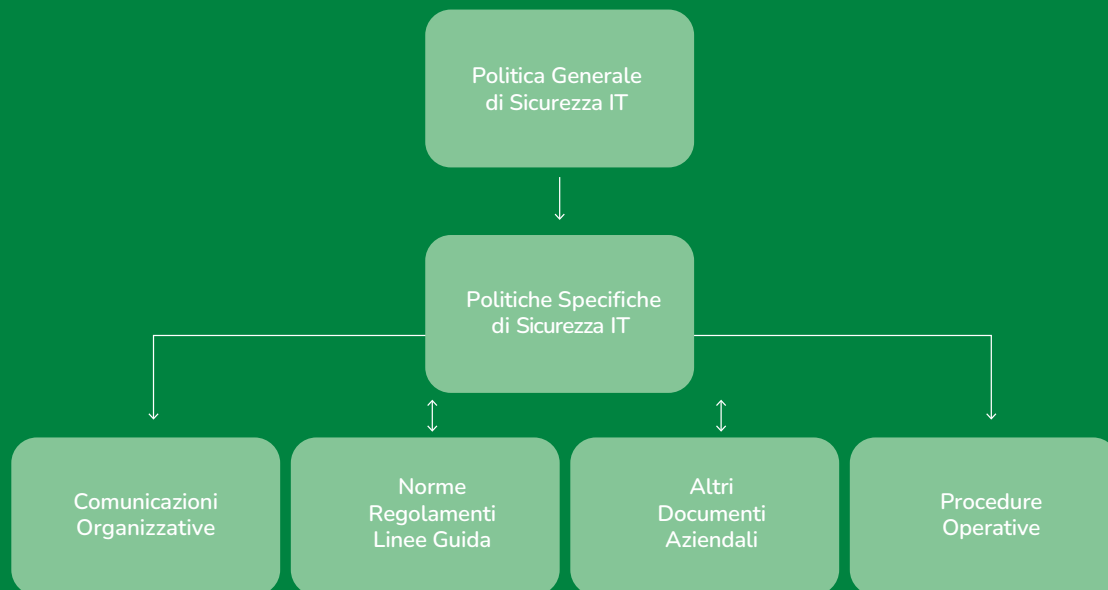 Politica Generale
di Sicurezza IT
Politiche Specifiche
di Sicurezza IT
Comunicazioni
Organizzative
Norme
Regolamenti
Linee Guida
Altri
Documenti
Aziendali
Procedure
Operative